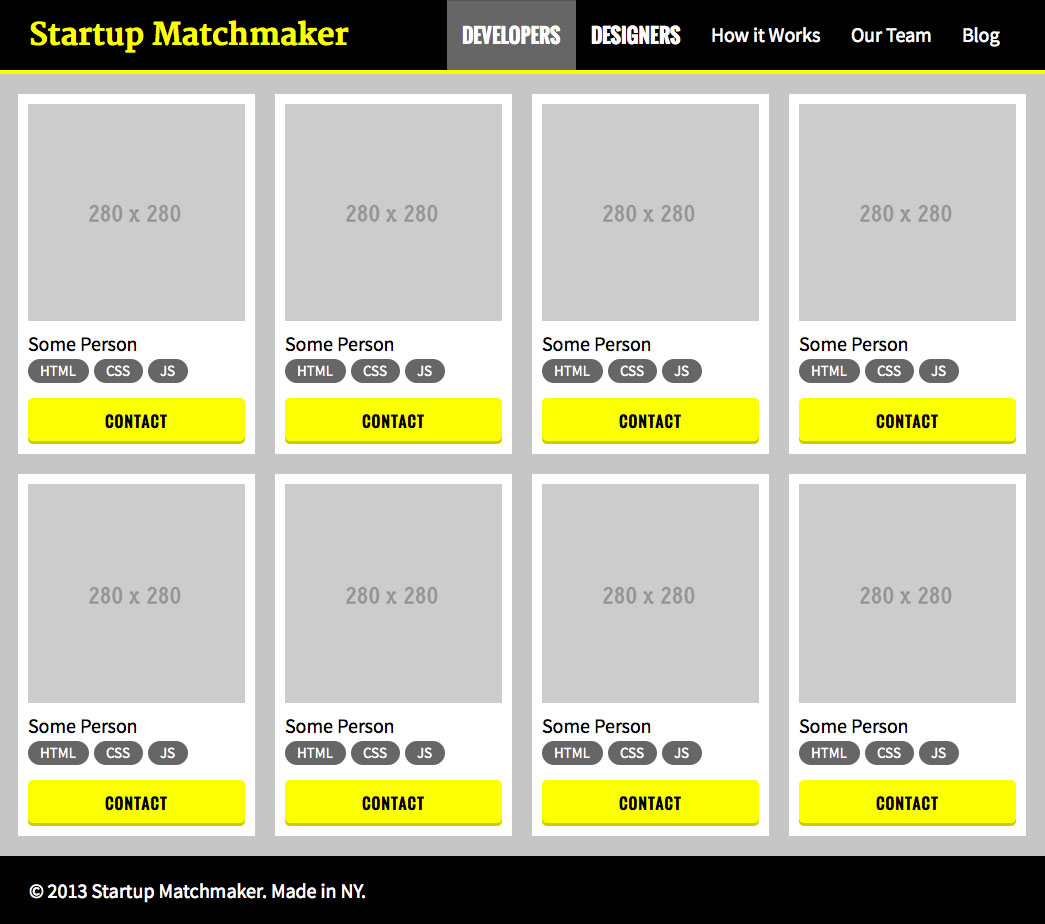 Startup Matchmaker DEVELOPERS DESIGNERS How it Works Our Team Blog
280 x 280 280 x 280 280 x 280 280 x 280
Some Person Some Person Some Person Some Person
HTML CSS JS HTML CSS JS HTML CSS JS HTML CSS JS
CONTACT CONTACT CONTACT CONTACT
280 x 280 280 x 280 280 x 280 280 x 280
Some Person Some Person Some Person Some Person
HTML CSS JS HTML CSS JS HTML CSS JS HTML CSS JS
CONTACT CONTACT CONTACT CONTACT
© 2013 Startup Matchmaker. Made in NY.